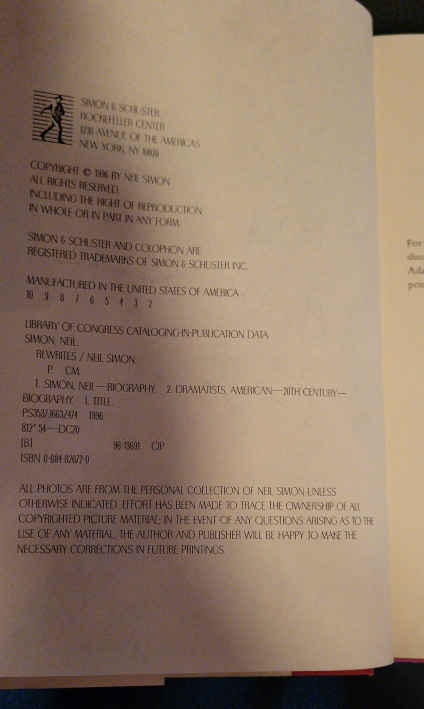 SIMON & SCHUSTER
ROCKEFELLER CENTER
1230 AVENUE OF THE AMERICAS
NEW YORK, NY 10020
COPYRIGHT © 1996 BY NEIL SIMON
ALL RIGHTS RESERVED,
INCLUDING THE RIGHT OF REPRODUCTION
IN WHOLE OR IN PART IN ANY FORM.
SIMON & SCHUSTER AND COLOPHON ARE
REGISTERED TRADEMARKS OF SIMON & SCHUSTER INC.
MANUFACTURED IN THE UNITED STATES OF AMERICA
10 9 8 7 6 5 4 3 2
LIBRARY OF CONGRESS CATALOGING-IN-PUBLICATION DATA
SIMON, NEIL.
REWRITES / NEIL SIMON.
P. CM.
1. SIMON, NEIL—BIOGRAPHY. 2. DRAMATISTS, AMERICAN—20TH CENTURY—
BIOGRAPHY. I. TITLE.
PS3537.I663Z474 1996
812'.54—DC20
[B] CIP
ISBN 0-684-82672-0
ALL PHOTOS ARE FROM THE PERSONAL COLLECTION OF NEIL SIMON UNLESS
OTHERWISE INDICATED. EFFORT HAS BEEN MADE TO TRACE THE OWNERSHIP OF ALL
COPYRIGHTED PICTURE MATERIAL; IN THE EVENT OF ANY QUESTIONS ARISING AS TO THE
USE OF ANY MATERIAL, THE AUTHOR AND PUBLISHER WILL BE HAPPY TO MAKE THE
NECESSARY CORRECTIONS IN FUTURE PRINTINGS.
For